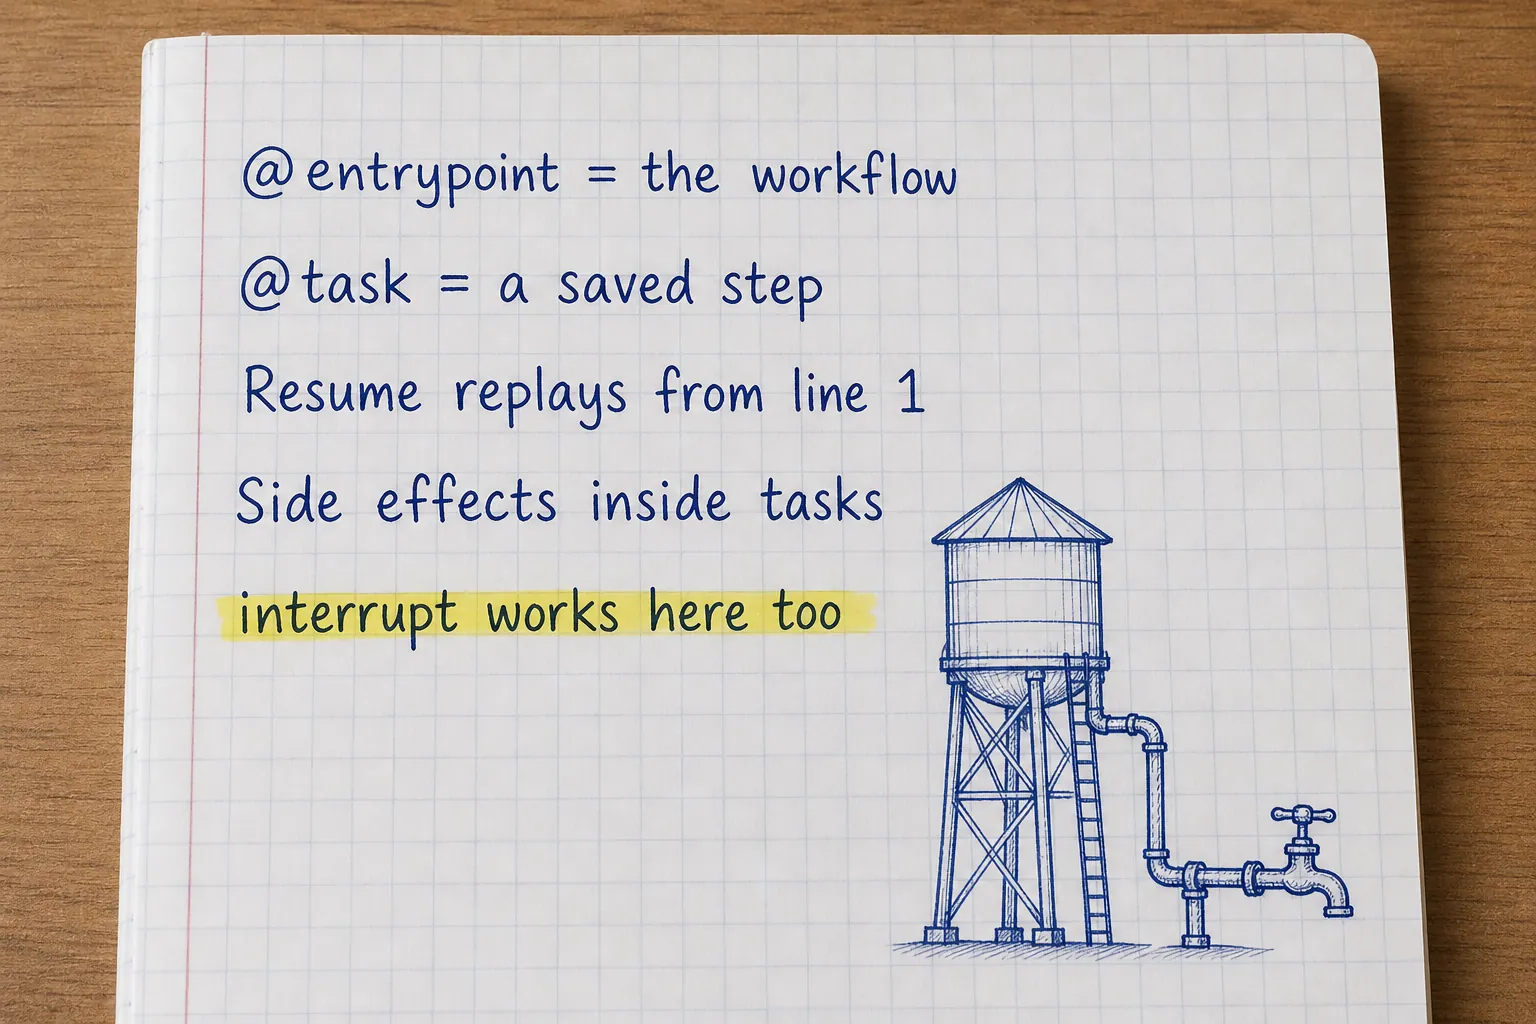 @entrypoint = the workflow
@task = a saved step
Resume replays from line 1
Side effects inside tasks
interrupt works here too